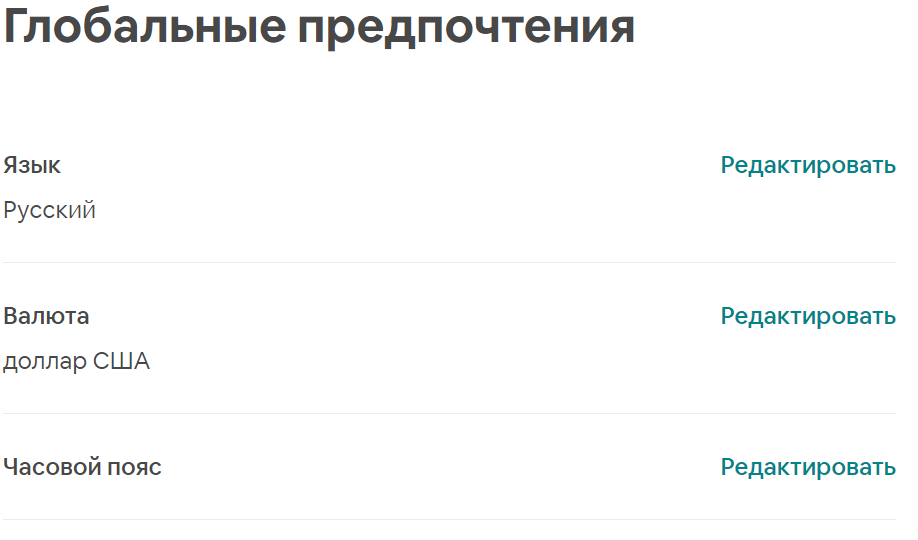 Глобальные предпочтения
Язык
Редактировать
Русский
Валюта
Редактировать
доллар США
Часовой пояс
Редактировать